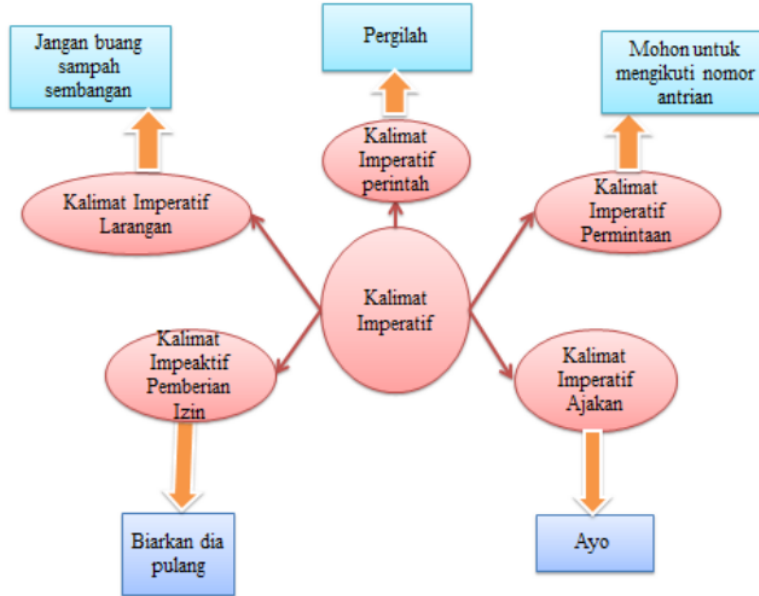 Jangan buang
sampah
sembangan
Pergilah
Mohon untuk
mengikuti nomor
antrian
Kalimat Imperatif
Larangan
Kalimat
Imperatif
perintah
Kalimat
Imperatif
Permintaan
Kalimat
Imperatif
Kalimat
Impeaktif
Pemberian
Izin
Kalimat
Imperatif
Ajakan
Biarkan dia
pulang
Ayo